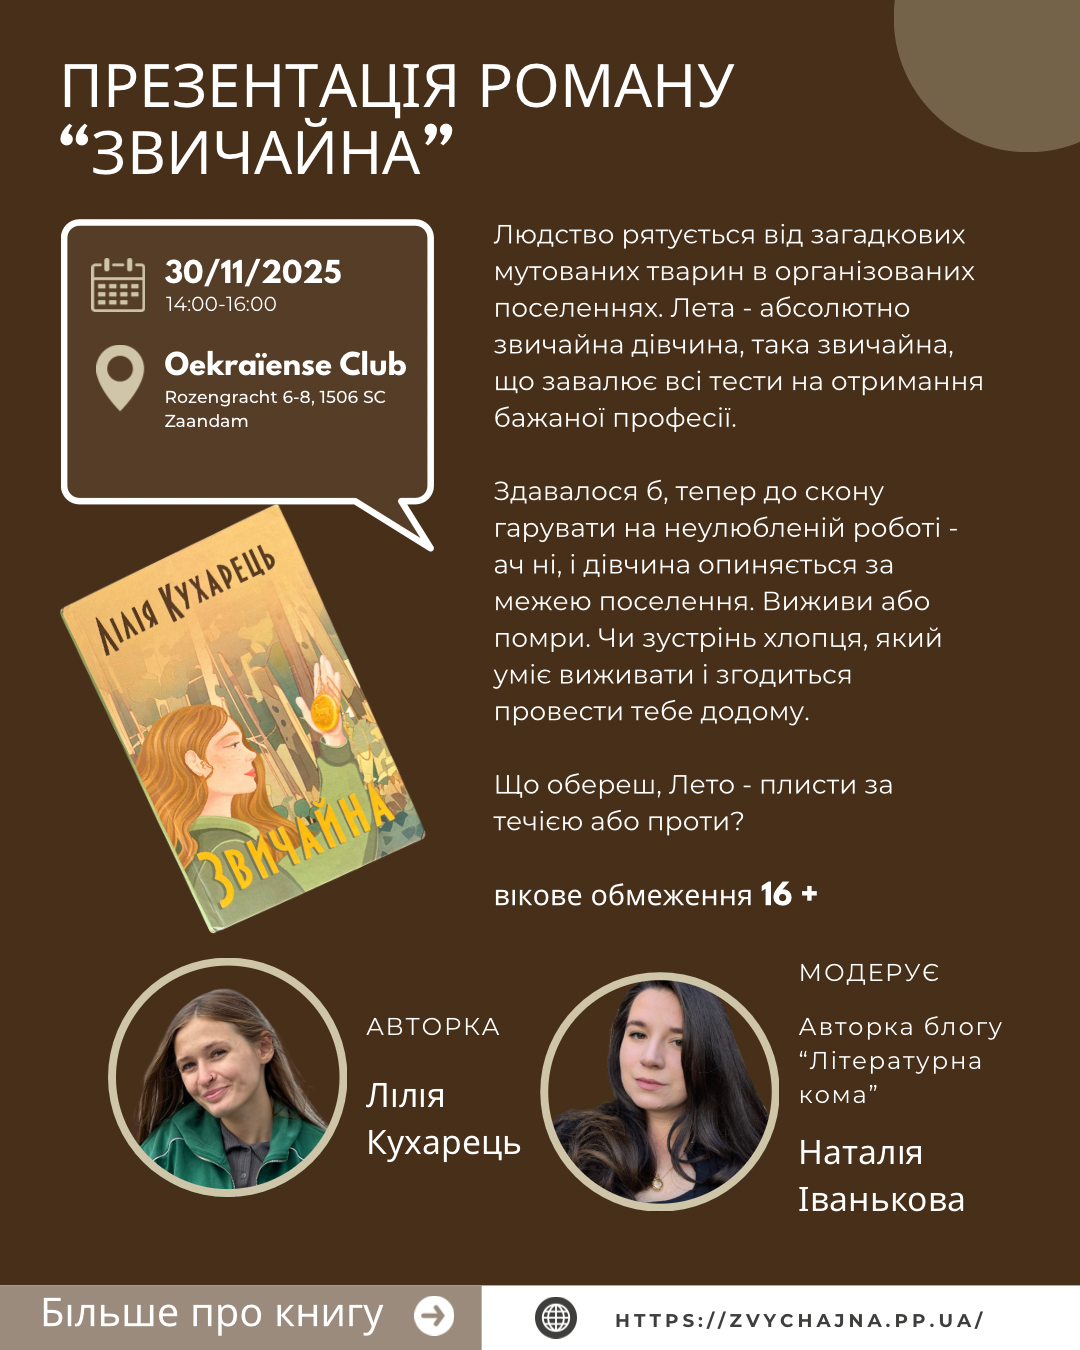 ПРЕЗЕНТАЦІЯ РОМАНУ
“ЗВИЧАЙНА”
30/11/2025
14:00-16:00
Oekraïense Club
Rozengracht 6-8, 1506 SC
Zaandam
Людство рятується від загадкових
мутованих тварин в організованих
поселеннях. Лета - абсолютно
звичайна дівчина, така звичайна,
що завалює всі тести на отримання
бажаної професії.
Здавалося б, тепер до скону
гарувати на неулюбленій роботі -
ач ні, і дівчина опиняється за
межею поселення. Виживи або
помри. Чи зустрінь хлопця, який
уміє виживати і згодиться
провести тебе додому.
Що обереш, Лето - плисти за
течією або проти?
вікове обмеження 16 +
Лілія Кухарець
Звичайна
АВТОРКА
Лілія
Кухарець
МОДЕРУЄ
Авторка блогу
“Літературна
кома”
Наталія
Іванькова
Більше про книгу
HTTPS://ZVYCHAJNA.PP.UA/